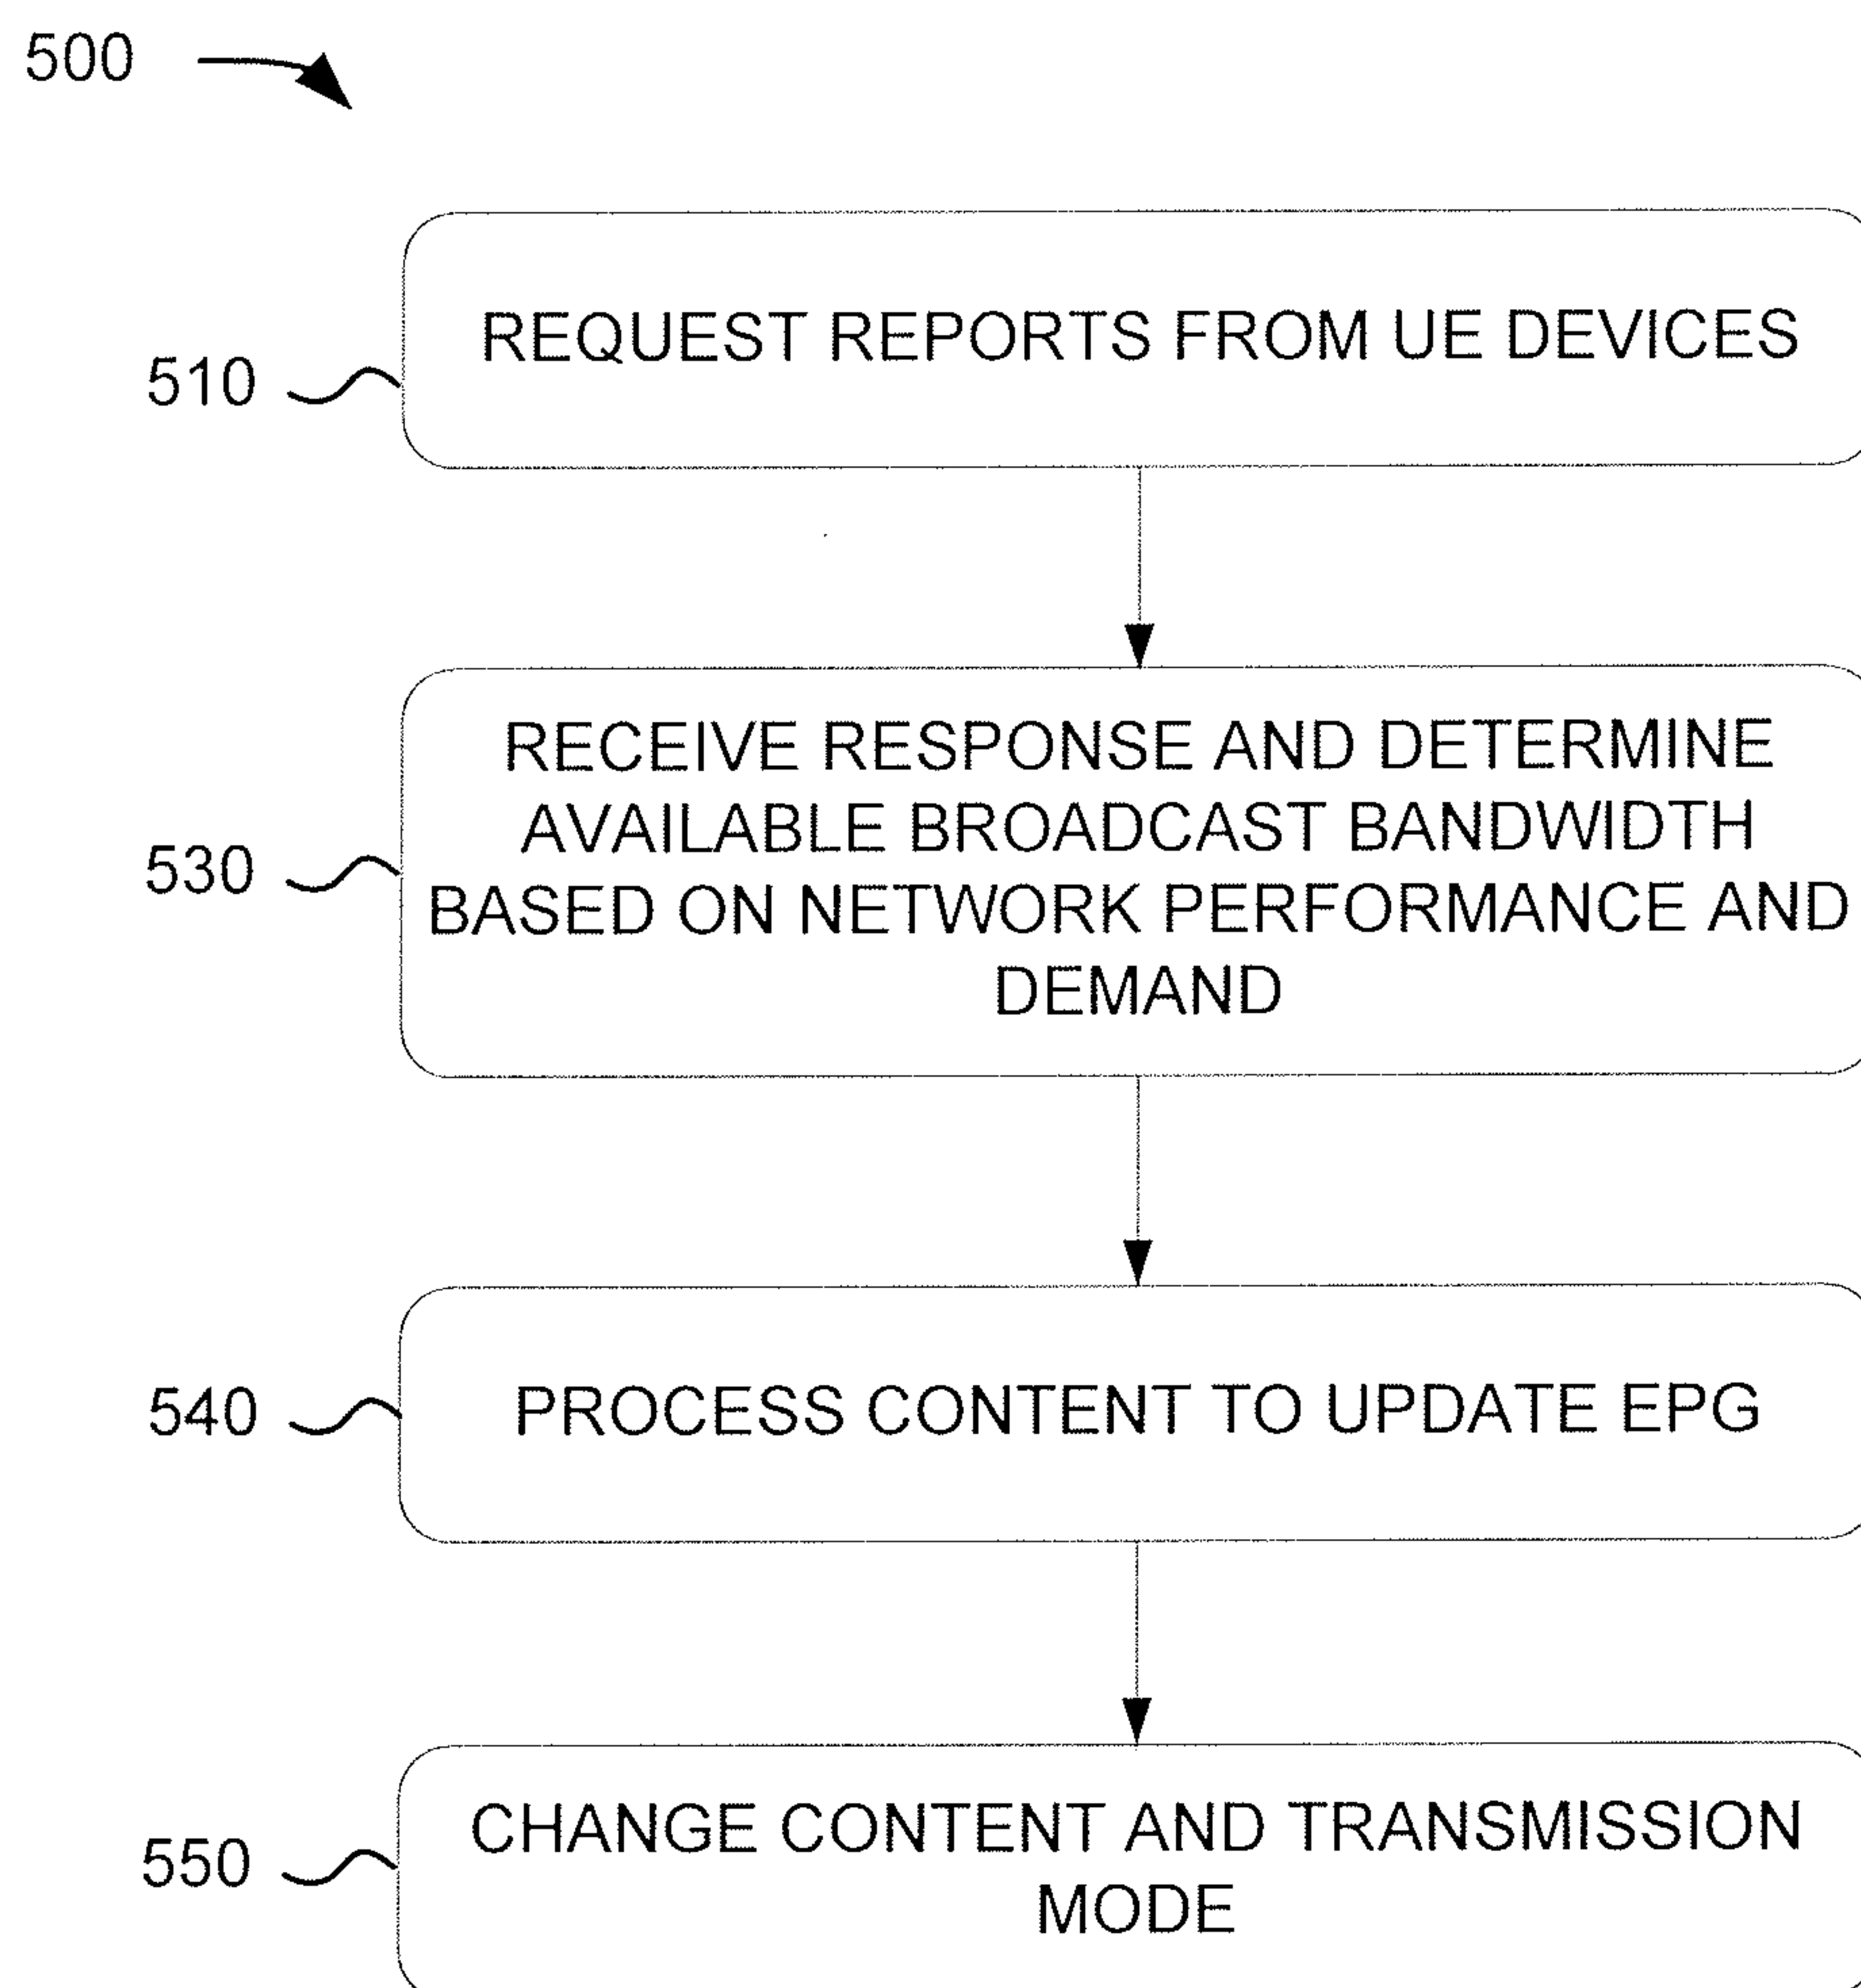 500
510
REQUEST REPORTS FROM UE DEVICES
530
RECEIVE RESPONSE AND DETERMINE
AVAILABLE BROADCAST BANDWIDTH
BASED ON NETWORK PERFORMANCE AND
DEMAND
540
PROCESS CONTENT TO UPDATE EPG
550
CHANGE CONTENT AND TRANSMISSION
MODE